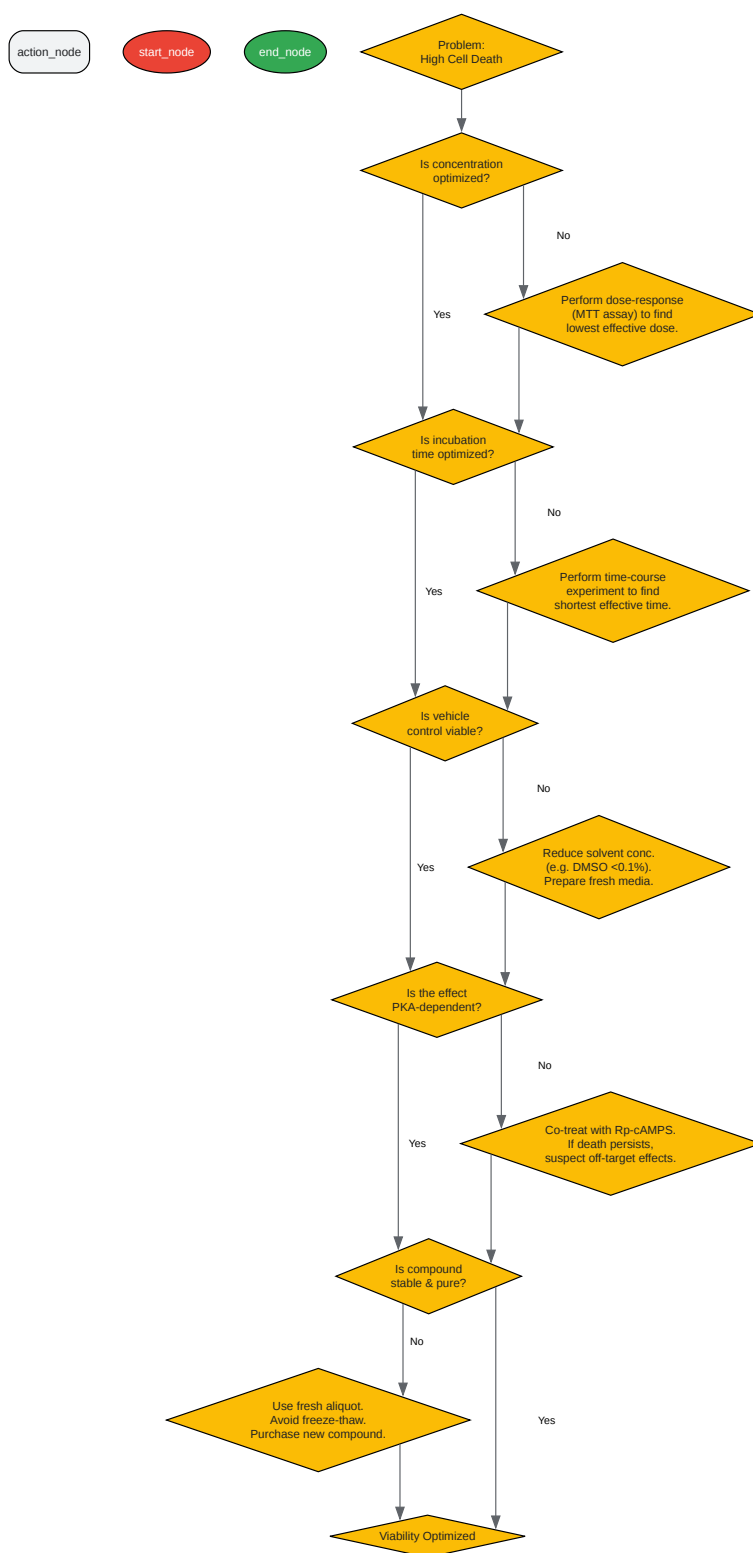 action_node
start_node
end_node
Problem:
High Cell Death
Is concentration
optimized?
No
Perform dose-response
(MTT assay) to find
lowest effective dose.
Yes
Is incubation
time optimized?
No
Perform time-course
experiment to find
shortest effective time.
Yes
Is vehicle
control viable?
No
Reduce solvent conc.
(e.g. DMSO <0.1%).
Prepare fresh media.
Yes
Is the effect
PKA-dependent?
No
Co-treat with Rp-cAMPS.
If death persists,
suspect off-target effects.
Yes
Is compound
stable & pure?
No
Use fresh aliquot.
Avoid freeze-thaw.
Purchase new compound.
Yes
Viability Optimized